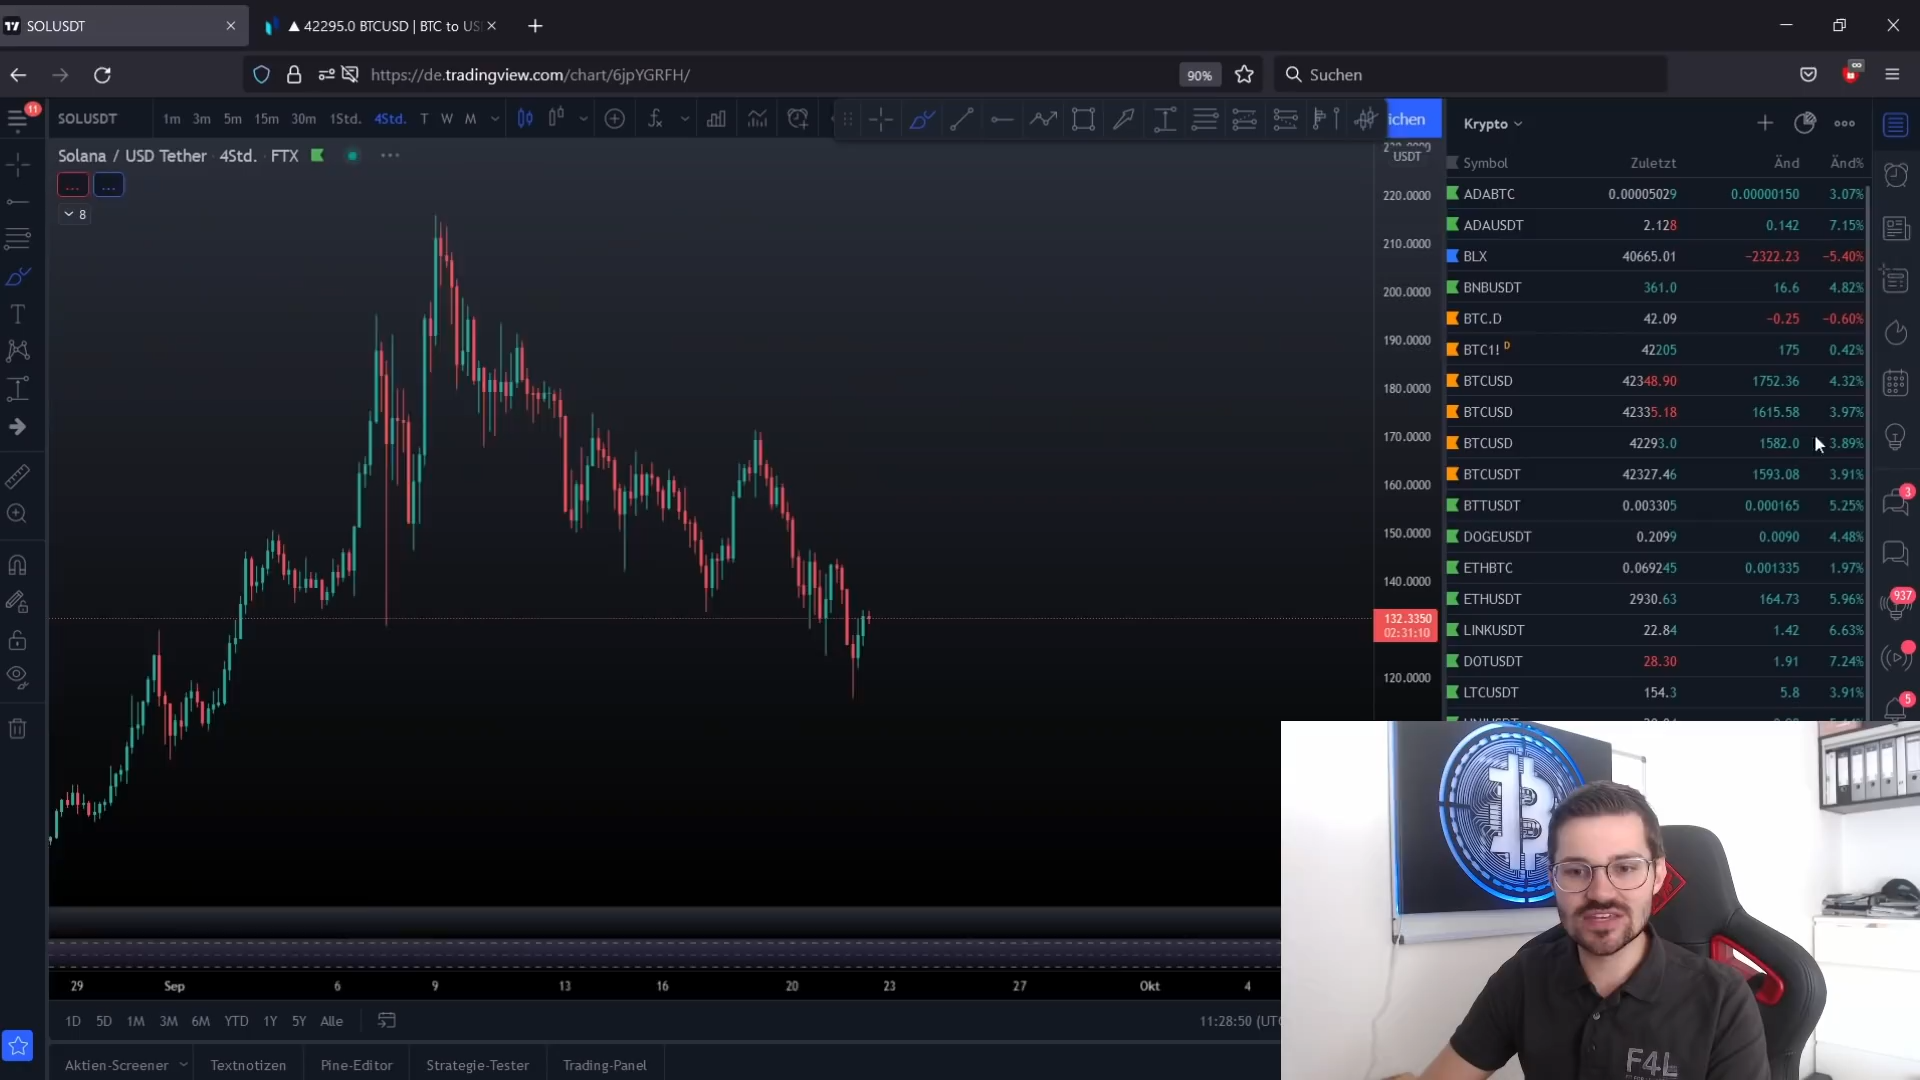 SOLUSDT
▲ 42295.0 BTCUSD | BTC to US
https://de.tradingview.com/chart/6jpYGRFH/
90%
Suchen
11
SOLUSDT
1m 3m 5m 15m 30m 1Std. 4Std. T W M
ichen
Solana / USD Tether 4Std. FTX
8
USDT
220.0000
210.0000
200.0000
190.0000
180.0000
170.0000
160.0000
150.0000
140.0000
132.3350
02:31:10
120.0000
Krypto
Symbol Zuletzt Änd Änd%
ADABTC 0.00005029 0.00000150 3.07%
ADAUSDT 2.128 0.142 7.15%
BLX 40665.01 −2322.23 −5.40%
BNBUSDT 361.0 16.6 4.82%
BTC.D 42.09 −0.25 −0.60%
BTC1! D 42205 175 0.42%
BTCUSD 42348.90 1752.36 4.32%
BTCUSD 42335.18 1615.58 3.97%
BTCUSD 42293.0 1582.0 3.89%
BTCUSDT 42327.46 1593.08 3.91%
BTTUSDT 0.003305 0.000165 5.25%
DOGEUSDT 0.2099 0.0090 4.48%
ETHBTC 0.069245 0.001335 1.97%
ETHUSDT 2930.63 164.73 5.96%
LINKUSDT 22.84 1.42 6.63%
DOTUSDT 28.30 1.91 7.24%
LTCUSDT 154.3 5.8 3.91%
3
937
5
29 Sep 6 9 13 16 20 23 27 Okt 4
1D 5D 1M 3M 6M YTD 1Y 5Y Alle
11:28:50 (UTC
Aktien-Screener Textnotizen Pine-Editor Strategie-Tester Trading-Panel
F4L